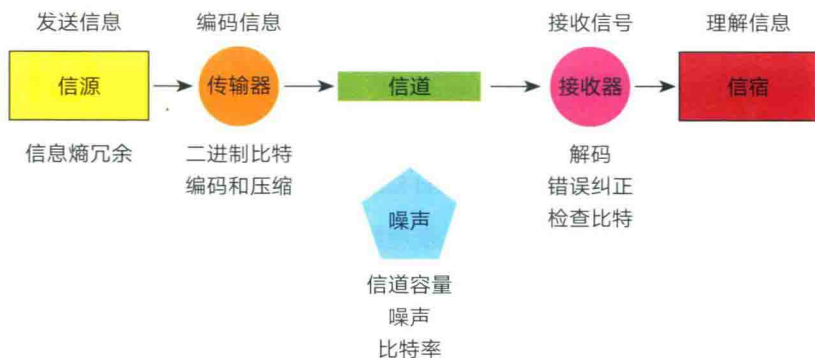 发送信息
编码信息
接收信号
理解信息
信源
传输器
信道
接收器
信宿
信息熵冗余
二进制比特
编码和压缩
解码
错误纠正
检查比特
噪声
信道容量
噪声
比特率